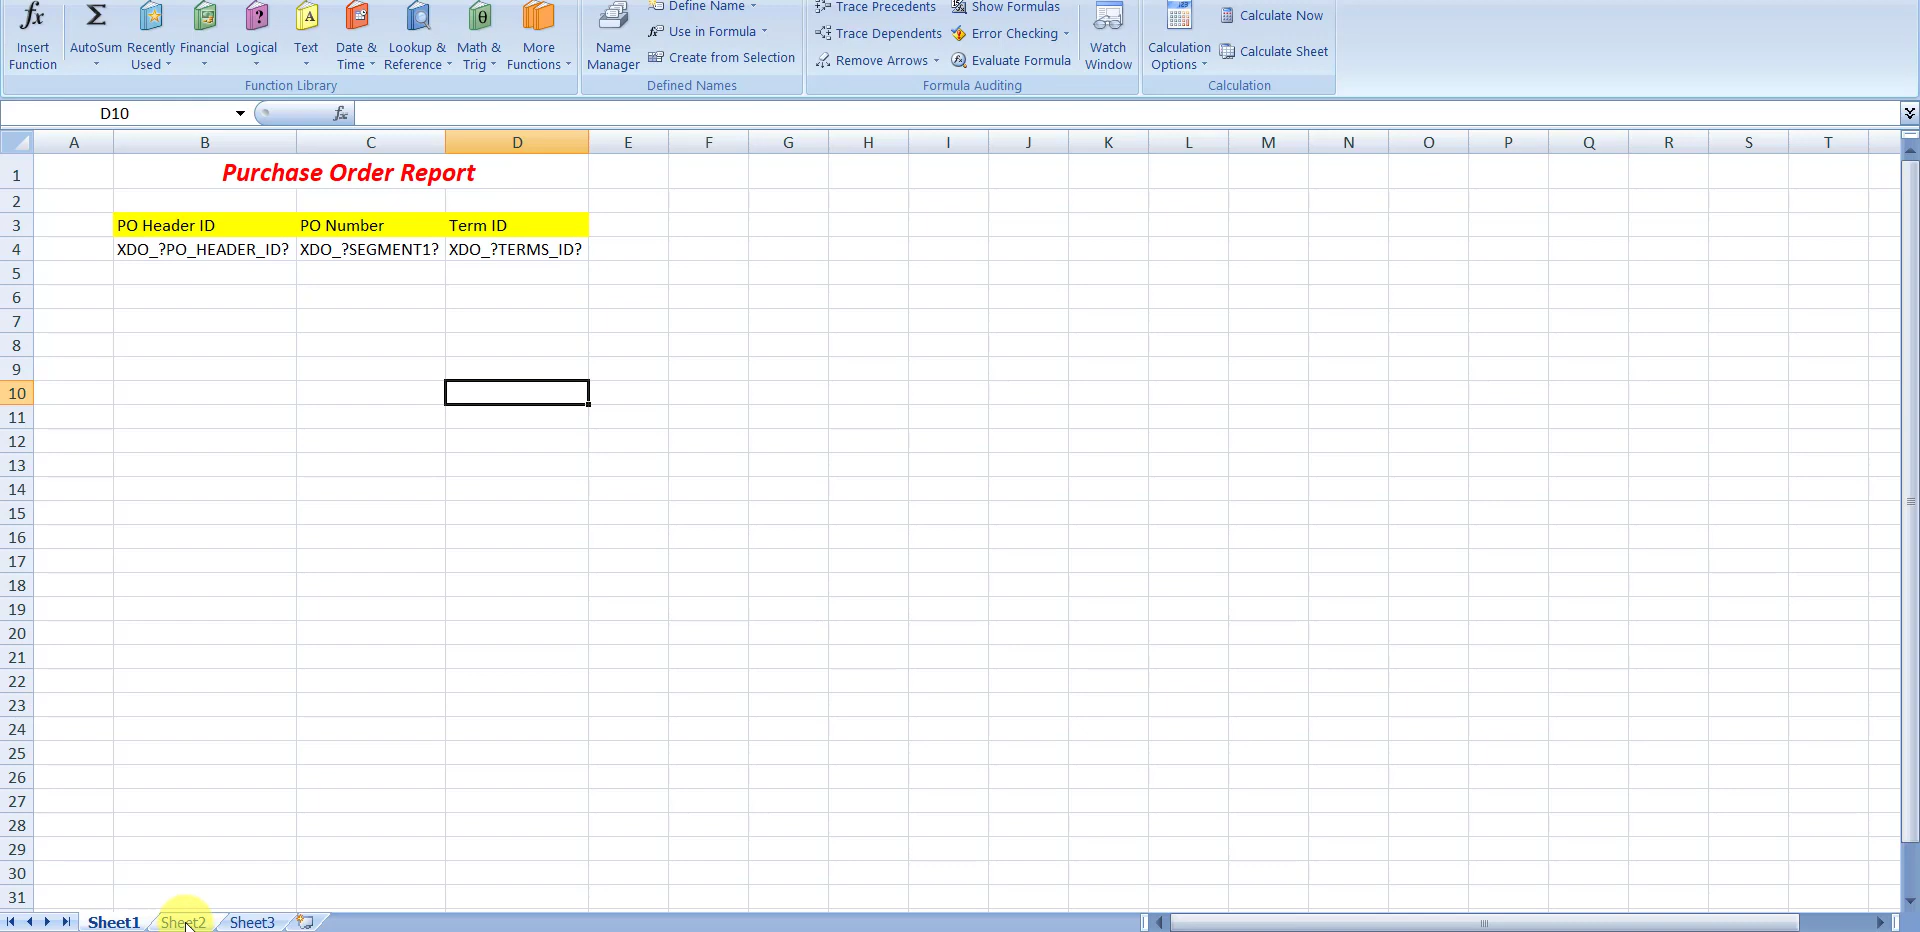 Insert Function
AutoSum
Recently Used
Financial
Logical
Text
Date & Time
Lookup & Reference
Math & Trig
More Functions
Function Library
Name Manager
Define Name
Use in Formula
Create from Selection
Defined Names
Trace Precedents
Trace Dependents
Remove Arrows
Show Formulas
Error Checking
Evaluate Formula
Watch Window
Formula Auditing
Calculation Options
Calculate Now
Calculate Sheet
Calculation
D10
A B C D E F G H I J K L M N O P Q R S T
1 Purchase Order Report
2
3 PO Header ID PO Number Term ID
4 XDO_?PO_HEADER_ID? XDO_?SEGMENT1? XDO_?TERMS_ID?
5
6
7
8
9
10
11
12
13
14
15
16
17
18
19
20
21
22
23
24
25
26
27
28
29
30
31
Sheet1 Sheet2 Sheet3